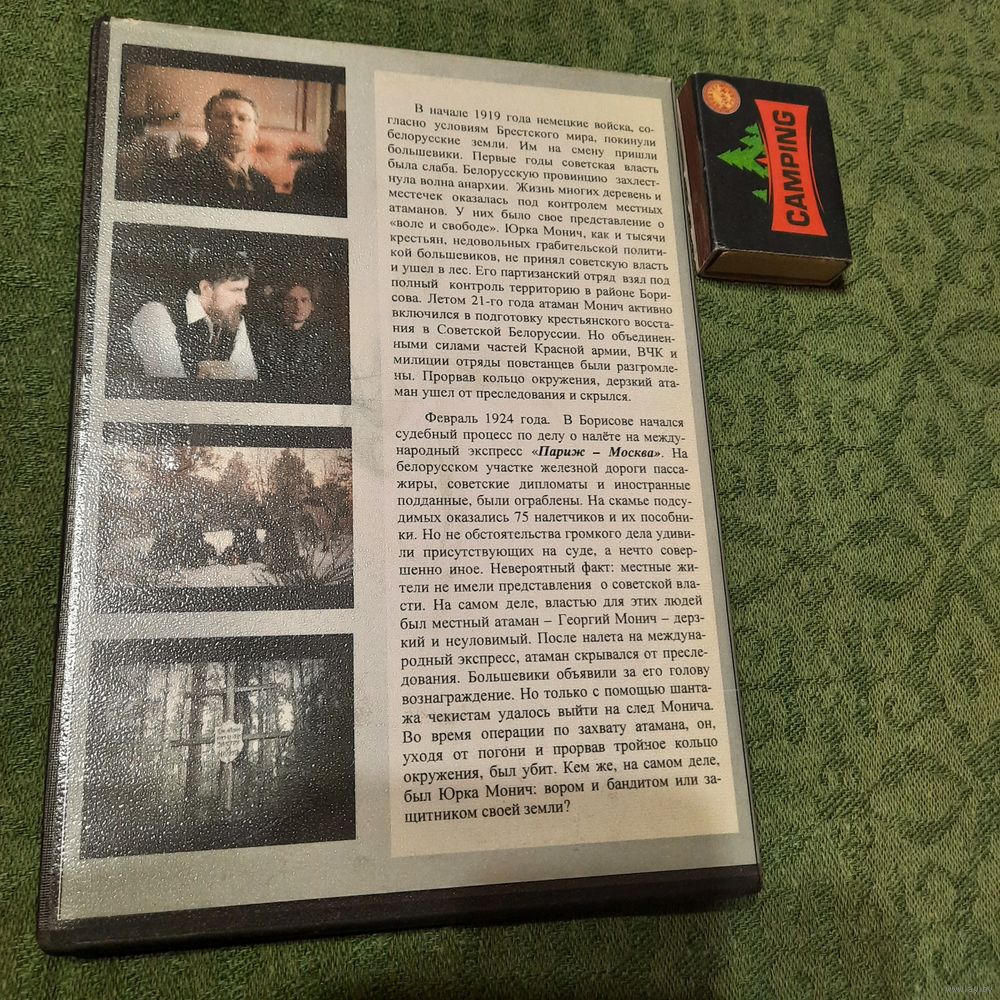 В начале 1919 года немецкие войска, со-
гласно условиям Брестского мира, покинули
белорусские земли. Им на смену пришли
большевики. Первые годы советская власть
была слаба. Белорусскую провинцию захлест-
нула волна анархии. Жизнь многих деревень и
местечек оказалась под контролем местных
атаманов. У них было свое представление о
«воле и свободе». Юрка Монич, как и тысячи
крестьян, недовольных грабительской полити-
кой большевиков, не принял советскую власть
и ушел в лес. Его партизанский отряд взял под
полный контроль территорию в районе Бори-
сова. Летом 21-го года атаман Монич активно
включился в подготовку крестьянского восста-
ния в Советской Белоруссии. Но объединен-
ными силами частей Красной армии, ВЧК и
милиции отряды повстанцев были разгромле-
ны. Прорвав кольцо окружения, дерзкий ата-
ман ушел от преследования и скрылся.
Февраль 1924 года. В Борисове начался
судебный процесс по делу о налёте на между-
народный экспресс «Париж – Москва». На
белорусском участке железной дороги пасса-
жиры, советские дипломаты и иностранные
подданные, были ограблены. На скамье подсу-
димых оказались 75 налетчиков и их пособни-
ки. Но не обстоятельства громкого дела удиви-
ли присутствующих на суде, а нечто совер-
шенно иное. Невероятный факт: местные жи-
тели не имели представления о советской вла-
сти. На самом деле, властью для этих людей
был местный атаман – Георгий Монич – дерз-
кий и неуловимый. После налета на междуна-
родный экспресс, атаман скрывался от пресле-
дования. Большевики объявили за его голову
вознаграждение. Но только с помощью шанта-
жа чекистам удалось выйти на след Монича.
Во время операции по захвату атамана, он,
уходя от погони и прорвав тройное кольцо
окружения, был убит. Кем же, на самом деле,
был Юрка Монич: вором и бандитом или за-
щитником своей земли?
CAMPING